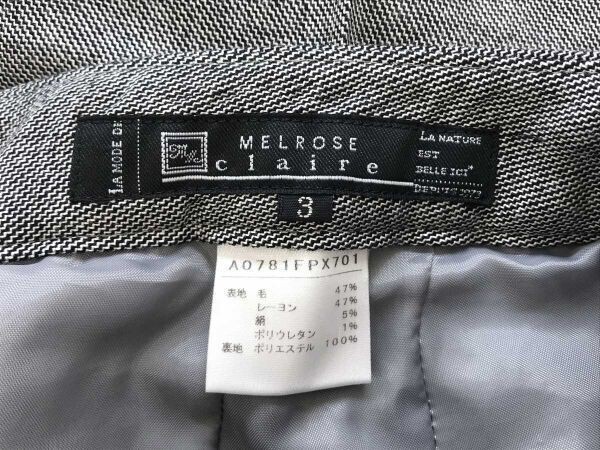 LA MODE DE
MELROSE
claire
LA NATURE
EST
BELLE ICI*
3
A0781FPX701
表地 毛 47%
レーヨン 47%
絹 5%
ポリウレタン 1%
裏地 ポリエステル 100%